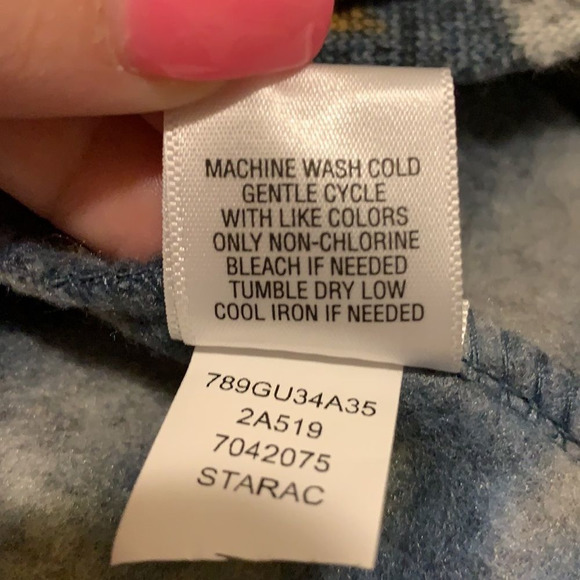 MACHINE WASH COLD
GENTLE CYCLE
WITH LIKE COLORS
ONLY NON-CHLORINE
BLEACH IF NEEDED
TUMBLE DRY LOW
COOL IRON IF NEEDED
789GU34A35
2A519
7042075
STARAC